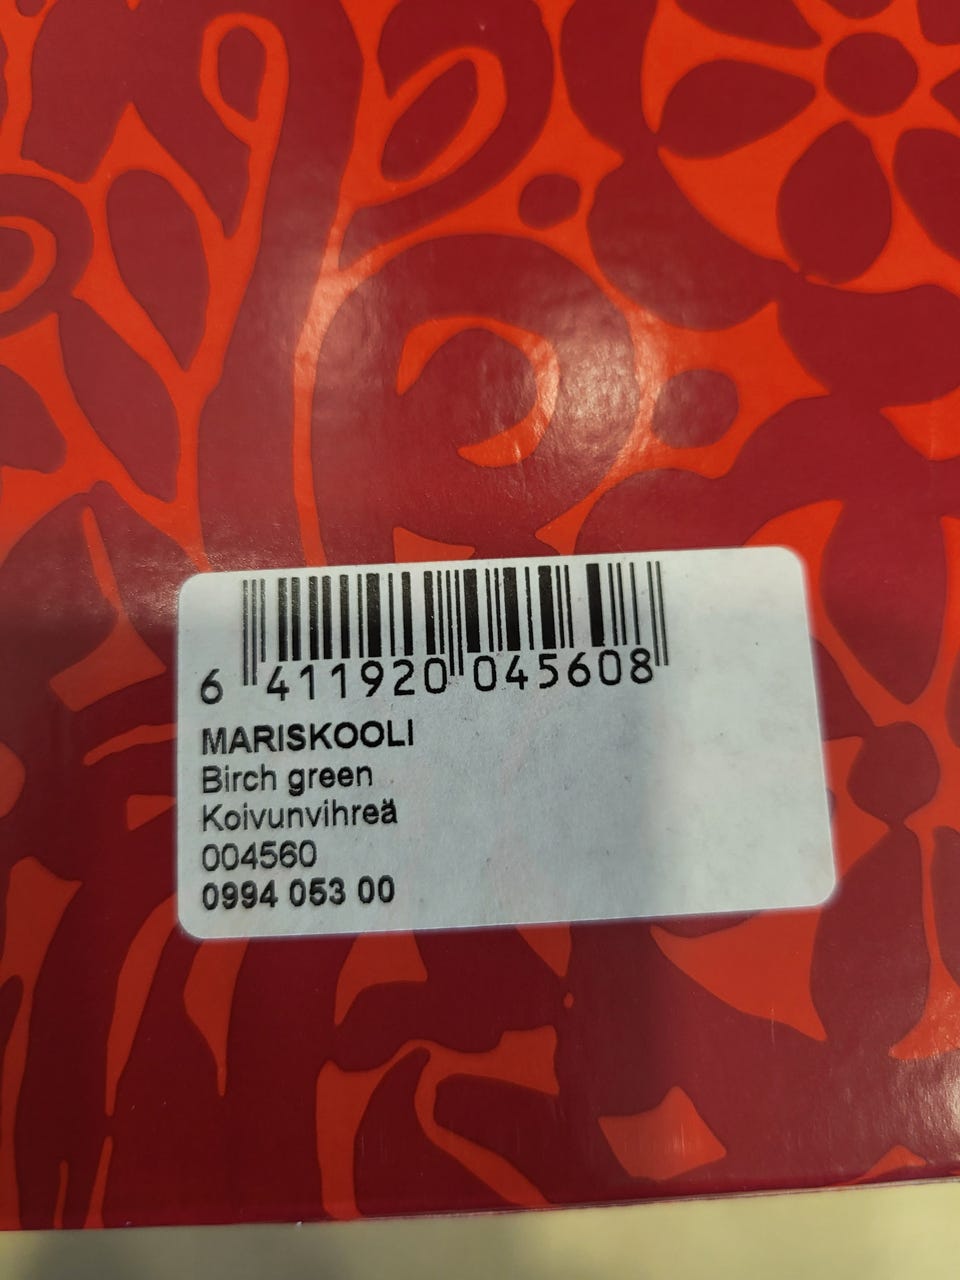 6 411920 045608
MARISKOOLI
Birch green
Koivunvihreä
004560
0994 053 00